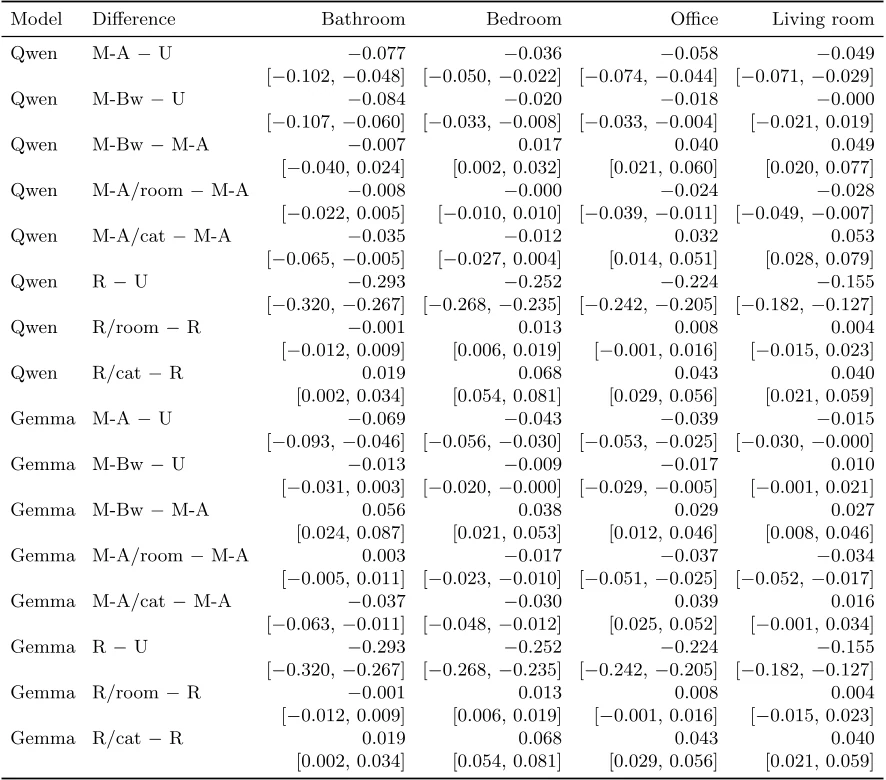 Model Difference Bathroom Bedroom Office Living room
Qwen M-A − U −0.077 −0.036 −0.058 −0.049
[−0.102, −0.048] [−0.050, −0.022] [−0.074, −0.044] [−0.071, −0.029]
Qwen M-Bw − U −0.084 −0.020 −0.018 −0.000
[−0.107, −0.060] [−0.033, −0.008] [−0.033, −0.004] [−0.021, 0.019]
Qwen M-Bw − M-A −0.007 0.017 0.040 0.049
[−0.040, 0.024] [0.002, 0.032] [0.021, 0.060] [0.020, 0.077]
Qwen M-A/room − M-A −0.008 −0.000 −0.024 −0.028
[−0.022, 0.005] [−0.010, 0.010] [−0.039, −0.011] [−0.049, −0.007]
Qwen M-A/cat − M-A −0.035 −0.012 0.032 0.053
[−0.065, −0.005] [−0.027, 0.004] [0.014, 0.051] [0.028, 0.079]
Qwen R − U −0.293 −0.252 −0.224 −0.155
[−0.320, −0.267] [−0.268, −0.235] [−0.242, −0.205] [−0.182, −0.127]
Qwen R/room − R −0.001 0.013 0.008 0.004
[−0.012, 0.009] [0.006, 0.019] [−0.001, 0.016] [−0.015, 0.023]
Qwen R/cat − R 0.019 0.068 0.043 0.040
[0.002, 0.034] [0.054, 0.081] [0.029, 0.056] [0.021, 0.059]
Gemma M-A − U −0.069 −0.043 −0.039 −0.015
[−0.093, −0.046] [−0.056, −0.030] [−0.053, −0.025] [−0.030, −0.000]
Gemma M-Bw − U −0.013 −0.009 −0.017 0.010
[−0.031, 0.003] [−0.020, −0.000] [−0.029, −0.005] [−0.001, 0.021]
Gemma M-Bw − M-A 0.056 0.038 0.029 0.027
[0.024, 0.087] [0.021, 0.053] [0.012, 0.046] [0.008, 0.046]
Gemma M-A/room − M-A 0.003 −0.017 −0.037 −0.034
[−0.005, 0.011] [−0.023, −0.010] [−0.051, −0.025] [−0.052, −0.017]
Gemma M-A/cat − M-A −0.037 −0.030 0.039 0.016
[−0.063, −0.011] [−0.048, −0.012] [0.025, 0.052] [−0.001, 0.034]
Gemma R − U −0.293 −0.252 −0.224 −0.155
[−0.320, −0.267] [−0.268, −0.235] [−0.242, −0.205] [−0.182, −0.127]
Gemma R/room − R −0.001 0.013 0.008 0.004
[−0.012, 0.009] [0.006, 0.019] [−0.001, 0.016] [−0.015, 0.023]
Gemma R/cat − R 0.019 0.068 0.043 0.040
[0.002, 0.034] [0.054, 0.081] [0.029, 0.056] [0.021, 0.059]